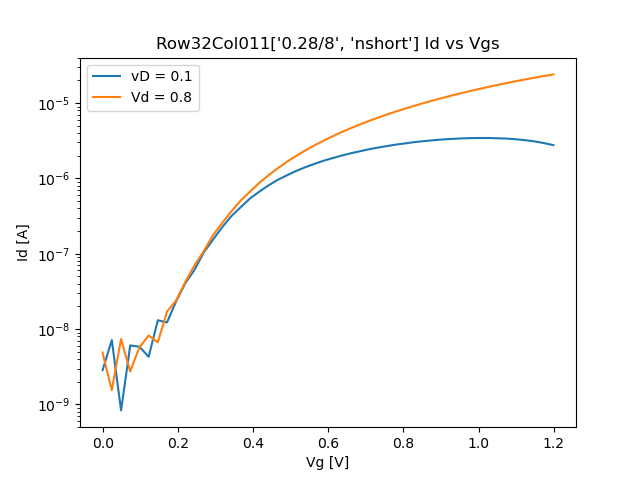 Row32Col011['0.28/8', 'nshort'] Id vs Vgs
vD = 0.1
Vd = 0.8
Id [A]
10⁻⁵
10⁻⁶
10⁻⁷
10⁻⁸
10⁻⁹
0.0 0.2 0.4 0.6 0.8 1.0 1.2
Vg [V]